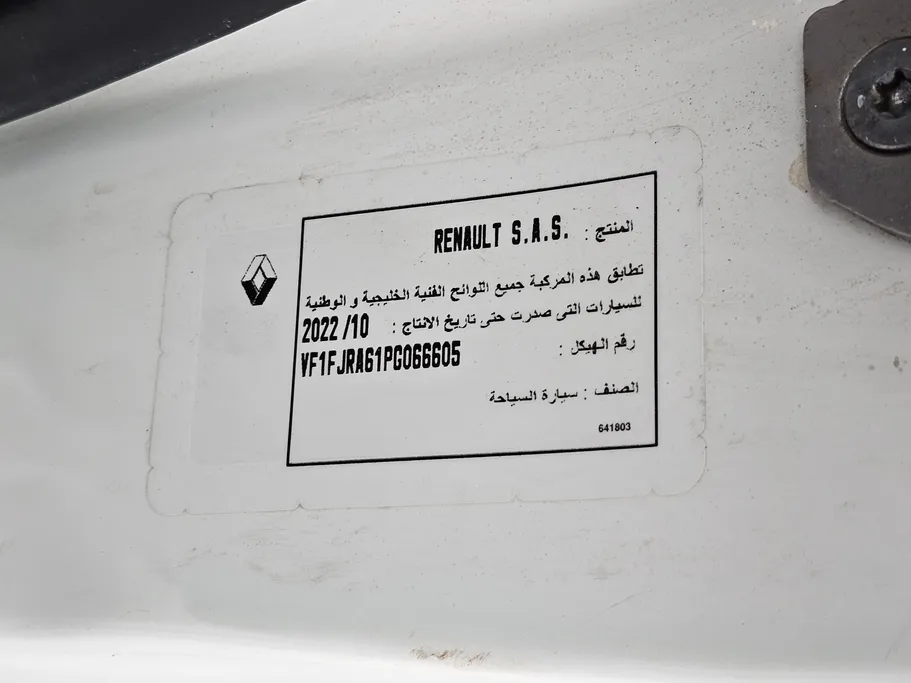 المنتج : RENAULT S.A.S.
تطابق هذه المركبة جميع اللوائح الفنية الخليجية و الوطنية
للسيارات التى صدرت حتى تاريخ الانتاج : 2022/10
رقم الهيكل :
VF1FJRA61PG066605
الصنف : سيارة السياحة
641803